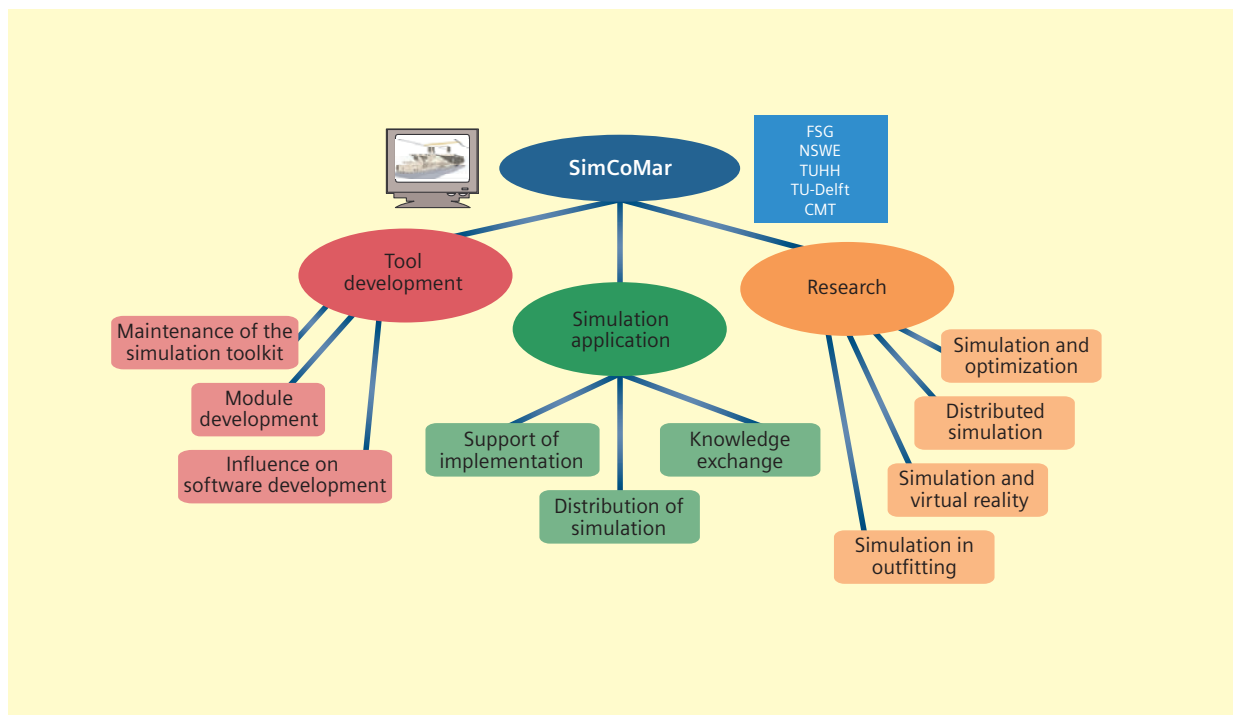 SimCoMar
FSG
NSWE
TUHH
TU-Delft
CMT
Tool
development
Maintenance of the
simulation toolkit
Module
development
Influence on
software development
Simulation
application
Support of
implementation
Distribution of
simulation
Knowledge
exchange
Research
Simulation and
optimization
Distributed
simulation
Simulation and
virtual reality
Simulation in
outfitting